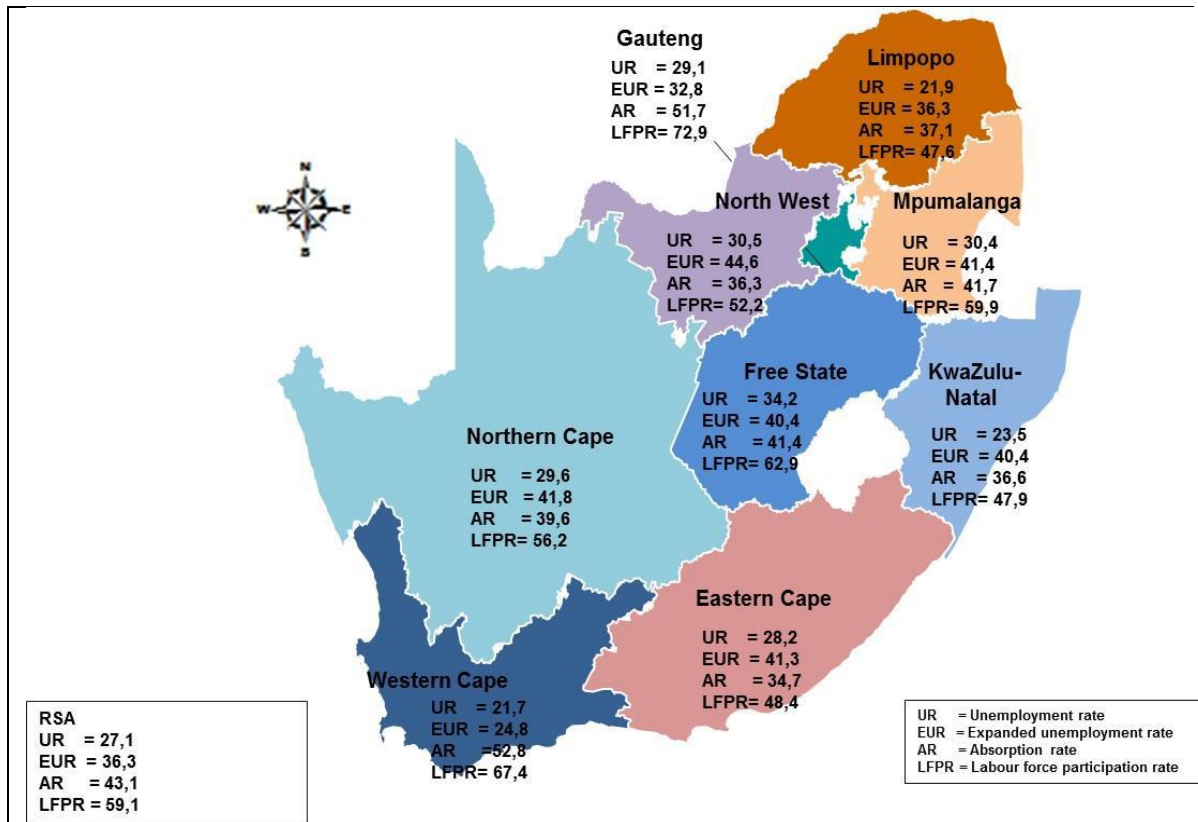 Gauteng
UR = 29,1
EUR = 32,8
AR = 51,7
LFPR= 72,9
Limpopo
UR = 21,9
EUR = 36,3
AR = 37,1
LFPR= 47,6
N
W E
S
North West
UR = 30,5
EUR = 44,6
AR = 36,3
LFPR= 52,2
Mpumalanga
UR = 30,4
EUR = 41,4
AR = 41,7
LFPR= 59,9
Free State
UR = 34,2
EUR = 40,4
AR = 41,4
LFPR= 62,9
KwaZulu-
Natal
UR = 23,5
EUR = 40,4
AR = 36,6
LFPR= 47,9
Northern Cape
UR = 29,6
EUR = 41,8
AR = 39,6
LFPR= 56,2
Eastern Cape
UR = 28,2
EUR = 41,3
AR = 34,7
LFPR= 48,4
Western Cape
UR = 21,7
EUR = 24,8
AR =52,8
LFPR= 67,4
RSA
UR = 27,1
EUR = 36,3
AR = 43,1
LFPR = 59,1
UR = Unemployment rate
EUR = Expanded unemployment rate
AR = Absorption rate
LFPR = Labour force participation rate